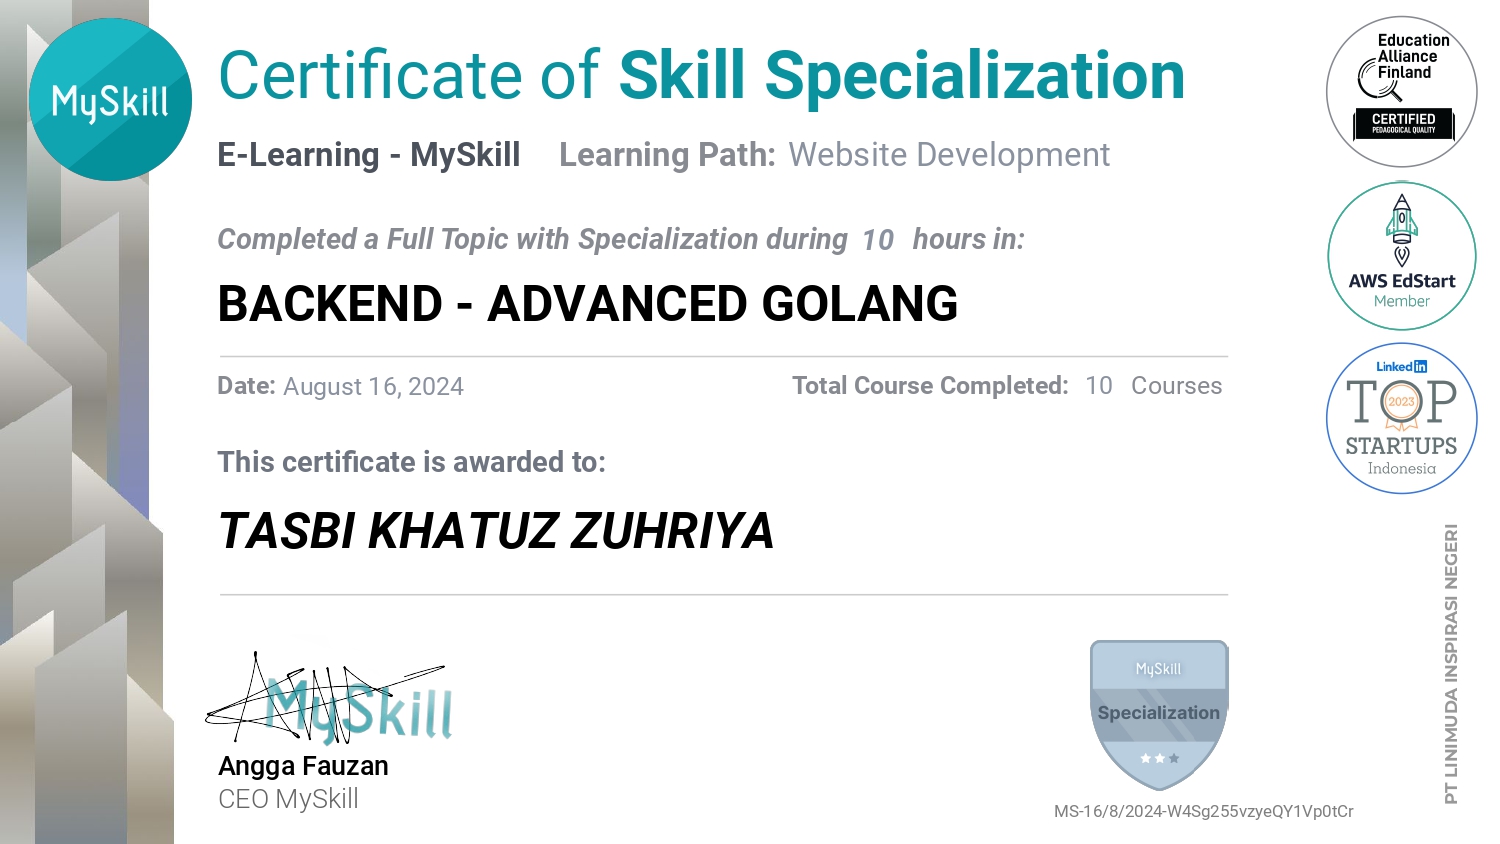 MySkill
Certificate of Skill Specialization
E-Learning - MySkill Learning Path: Website Development
Completed a Full Topic with Specialization during 10 hours in:
BACKEND - ADVANCED GOLANG
Date: August 16, 2024 Total Course Completed: 10 Courses
This certificate is awarded to:
TASBI KHATUZ ZUHRIYA
MySkill
Angga Fauzan
CEO MySkill
MySkill
Specialization
MS-16/8/2024-W4Sg255vzyeQY1Vp0tCr
Education
Alliance
Finland
CERTIFIED
PEDAGOGICAL QUALITY
AWS EdStart
Member
Linked in
TOP
2023
STARTUPS
Indonesia
PT LINIMUDA INSPIRASI NEGERI